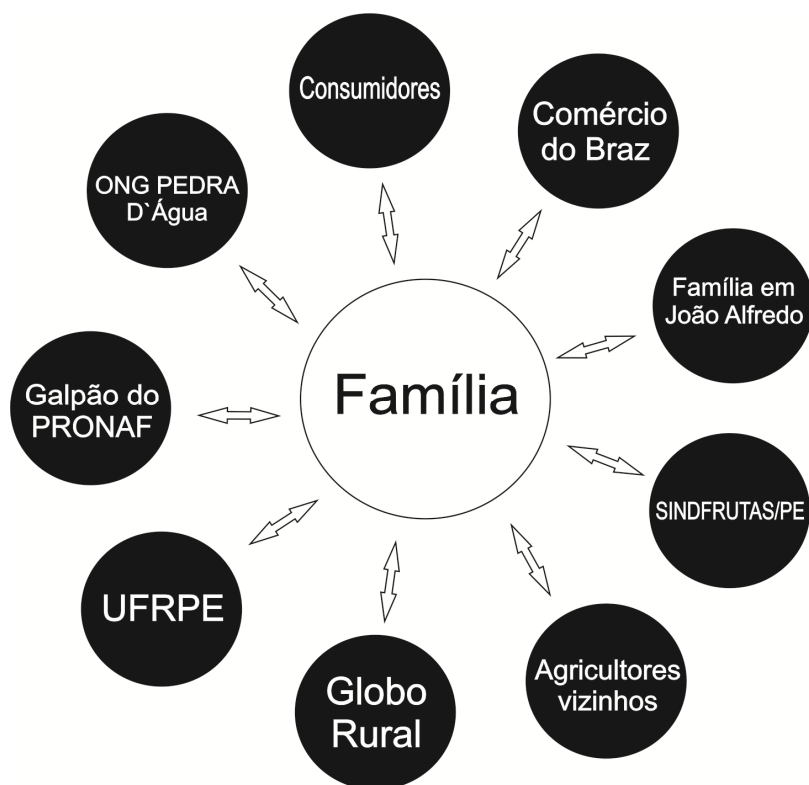 Consumidores
Comércio
do Braz
ONG PEDRA
D`Água
Família em
João Alfredo
Família
Galpão do
PRONAF
SINDFRUTAS/PE
UFRPE
Agricultores
vizinhos
Globo
Rural